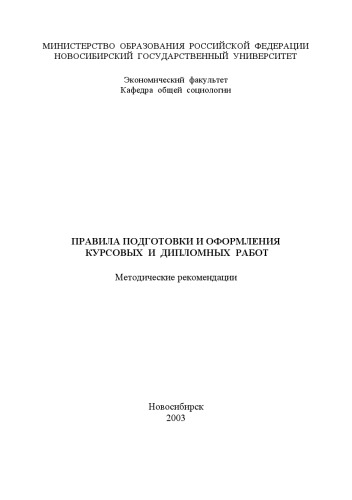 МИНИСТЕРСТВО ОБРАЗОВАНИЯ РОССИЙСКОЙ ФЕДЕРАЦИИ
НОВОСИБИРСКИЙ ГОСУДАРСТВЕННЫЙ УНИВЕРСИТЕТ
Экономический факультет
Кафедра общей социологии
ПРАВИЛА ПОДГОТОВКИ И ОФОРМЛЕНИЯ
КУРСОВЫХ И ДИПЛОМНЫХ РАБОТ
Методические рекомендации
Новосибирск
2003